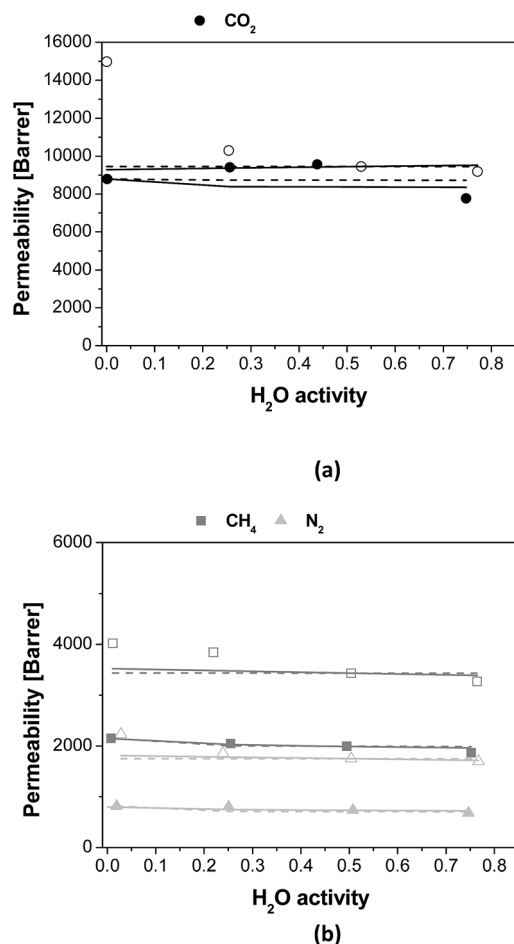 CO₂
16000
14000
12000
10000
8000
6000
4000
2000
0
Permeability [Barrer]
0.0 0.1 0.2 0.3 0.4 0.5 0.6 0.7 0.8
H₂O activity
(a)
CH₄ N₂
6000
4000
2000
0
Permeability [Barrer]
0.0 0.1 0.2 0.3 0.4 0.5 0.6 0.7 0.8
H₂O activity
(b)